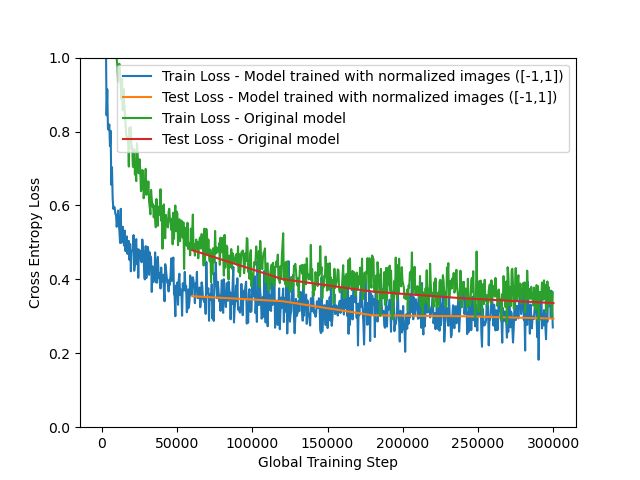 Train Loss - Model trained with normalized images ([-1,1])
Test Loss - Model trained with normalized images ([-1,1])
Train Loss - Original model
Test Loss - Original model
1.0
0.8
0.6
0.4
0.2
0.0
Cross Entropy Loss
0 50000 100000 150000 200000 250000 300000
Global Training Step